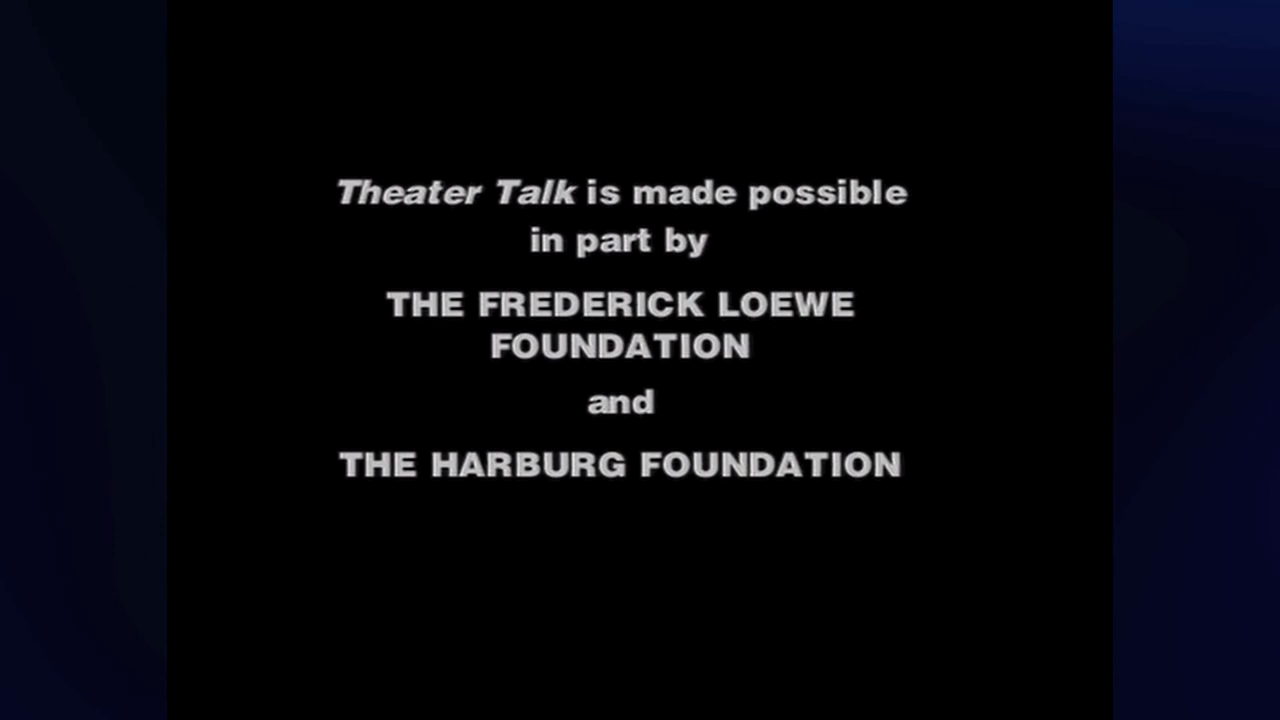 Theater Talk is made possible
in part by
THE FREDERICK LOEWE
FOUNDATION
and
THE HARBURG FOUNDATION